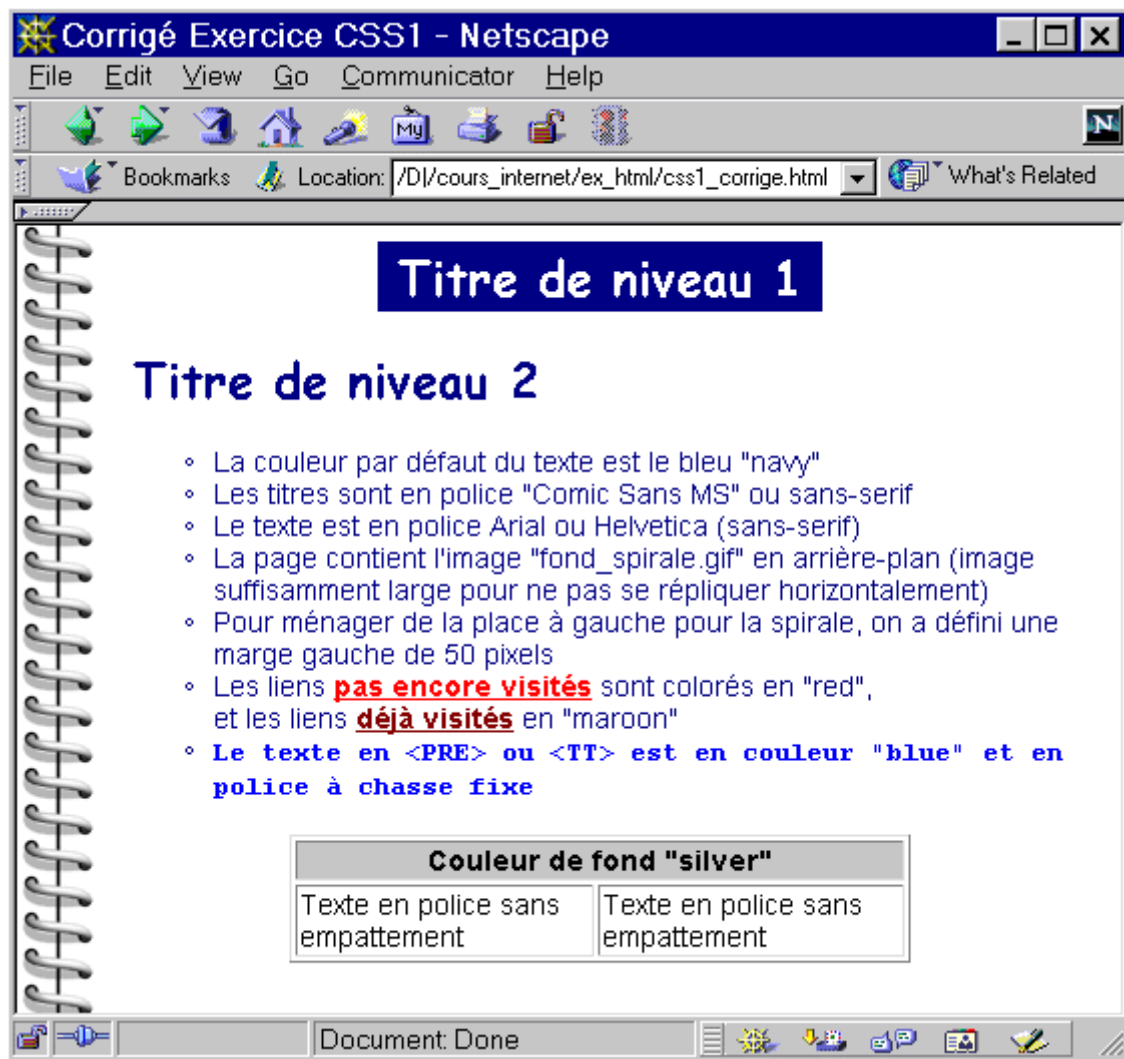 Corrigé Exercice CSS1 - Netscape
File Edit View Go Communicator Help
My
N
Bookmarks Location: /D|/cours_internet/ex_html/css1_corrige.html What's Related
Titre de niveau 1
Titre de niveau 2
La couleur par défaut du texte est le bleu "navy"
Les titres sont en police "Comic Sans MS" ou sans-serif
Le texte est en police Arial ou Helvetica (sans-serif)
La page contient l'image "fond_spirale.gif" en arrière-plan (image
suffisamment large pour ne pas se répliquer horizontalement)
Pour ménager de la place à gauche pour la spirale, on a défini une
marge gauche de 50 pixels
Les liens pas encore visités sont colorés en "red",
et les liens déjà visités en "maroon"
Le texte en <PRE> ou <TT> est en couleur "blue" et en
police à chasse fixe
Couleur de fond "silver"
Texte en police sans Texte en police sans
empattement empattement
Document: Done